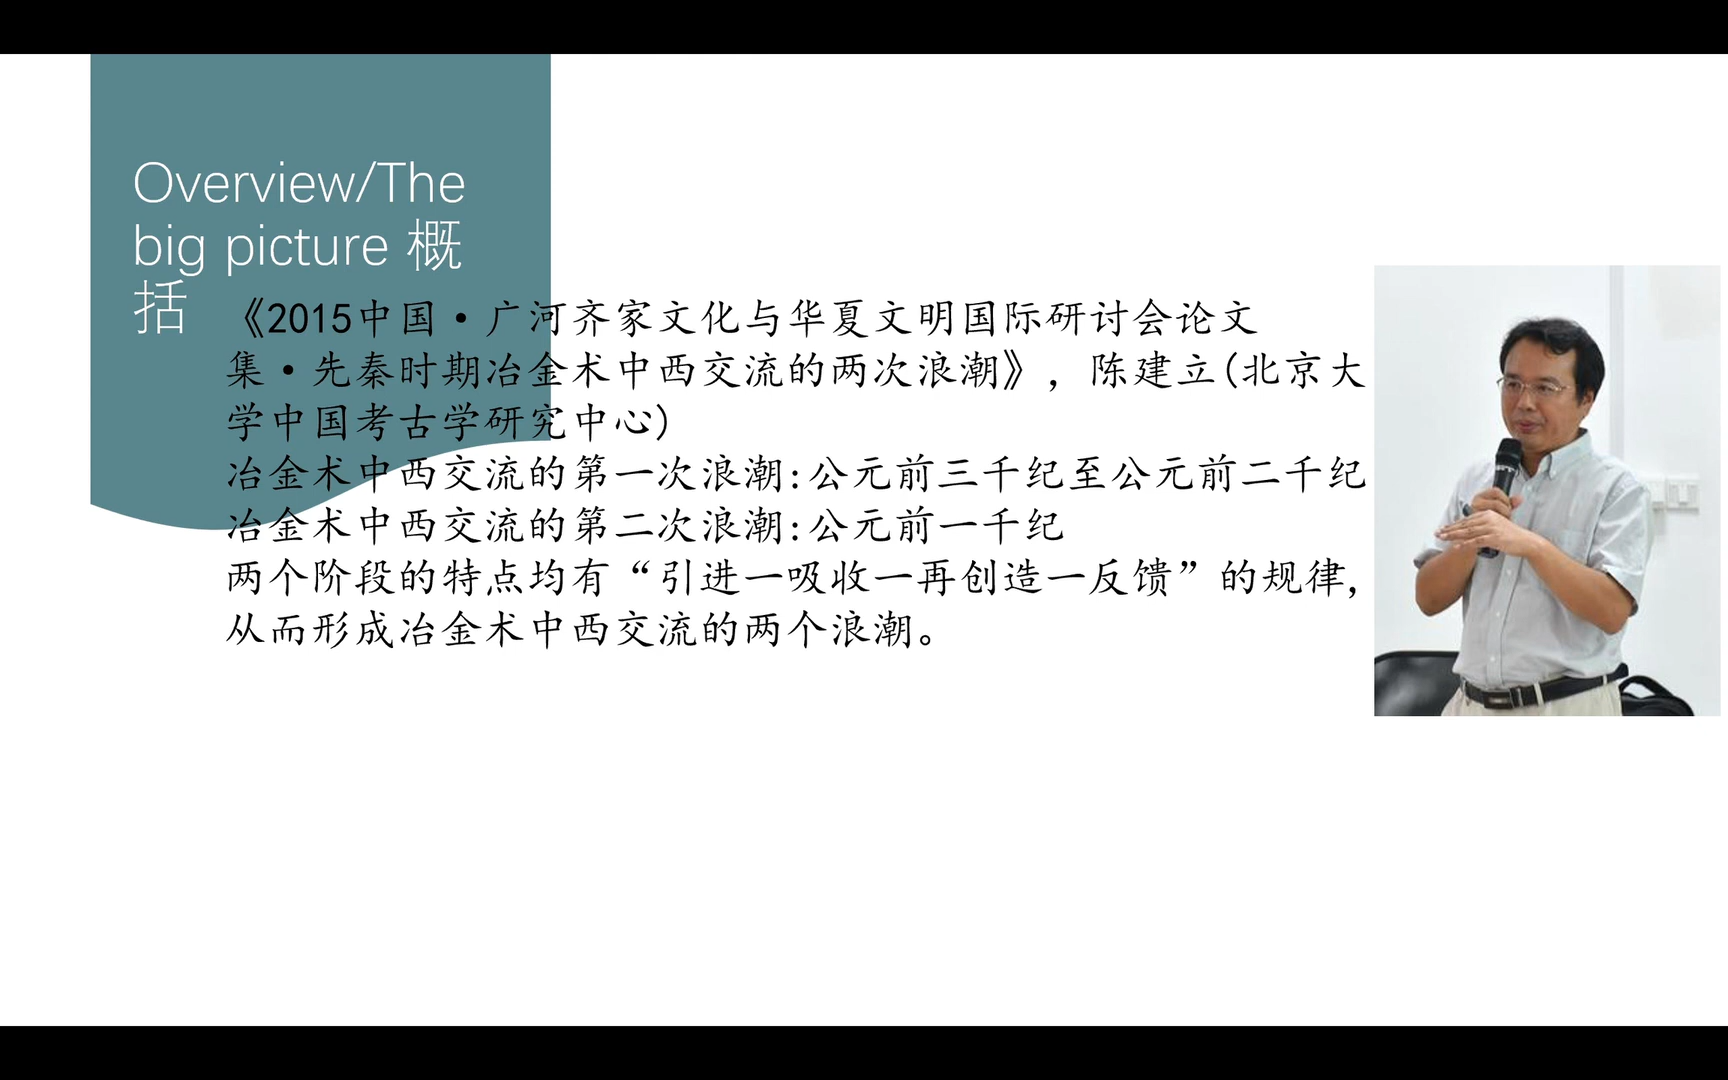 Overview/The
big picture 概
括
《2015中国·广河齐家文化与华夏文明国际研讨会论文
集·先秦时期冶金术中西交流的两次浪潮》，陈建立(北京大
学中国考古学研究中心)
冶金术中西交流的第一次浪潮:公元前三千纪至公元前二千纪
冶金术中西交流的第二次浪潮:公元前一千纪
两个阶段的特点均有“引进一吸收一再创造一反馈”的规律,
从而形成冶金术中西交流的两个浪潮。